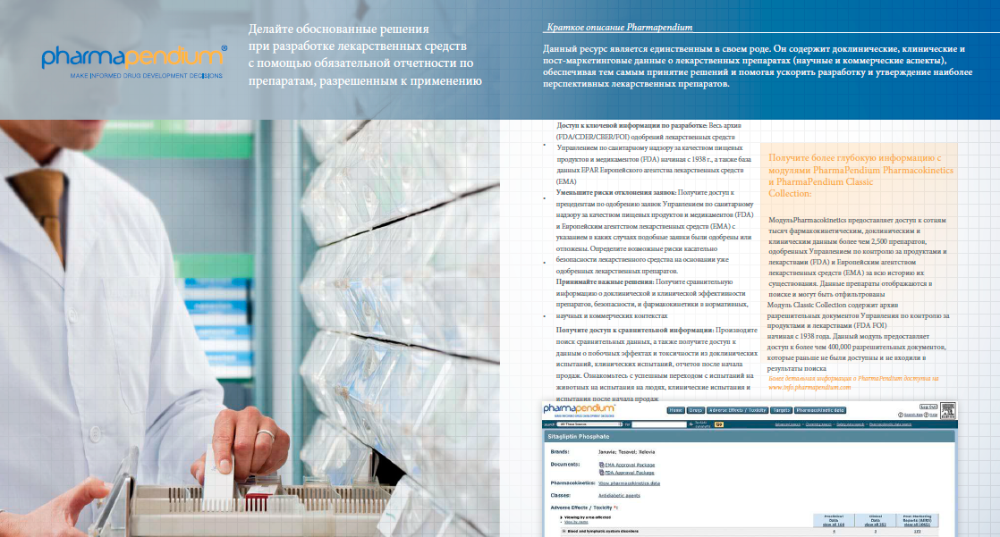 pharmapendium®
MAKE INFORMED DRUG DEVELOPMENT DECISIONS
Делайте обоснованные решения
при разработке лекарственных средств
с помощью обязательной отчетности по
препаратам, разрешенным к применению
Краткое описание Pharmapendium
Данный ресурс является единственным в своем роде. Он содержит доклинические, клинические и
пост-маркетинговые данные о лекарственных препаратах (научные и коммерческие аспекты),
обеспечивая тем самым принятие решений и помогая ускорить разработку и утверждение наиболее
перспективных лекарственных препаратов.
• Доступ к ключевой информации по разработке: Весь архив
(FDA/CDER/CBER/FOI) одобрений лекарственных средств
Управлением по санитарному надзору за качеством пищевых
продуктов и медикаментов (FDA) начиная с 1938 г., а также база
данных EPAR Европейского агентства лекарственных средств
(EMA)
• Уменьшите риски отклонения заявок: Получите доступ к
прецедентам по одобрению заявок Управлением по санитарному
надзору за качеством пищевых продуктов и медикаментов (FDA)
и Европейским агентством лекарственных средств (EMA) с
указанием в каких случаях подобные заявки были одобрены или
отложены. Определите возможные риски касательно
безопасности лекарственного средства на основании уже
одобренных лекарственных препаратов.
• Принимайте важные решения: Получите сравнительную
информацию о доклинической и клинической эффективности
препаратов, безопасности, и фармакокинетики в нормативных,
научных и коммерческих контекстах
• Получите доступ к сравнительной информации: Производите
поиск сравнительных данных, а также получите доступ к
данным о побочных эффектах и токсичности из доклинических
испытаний, клинических испытаний, отчетов после начала
продаж. Ознакомьтесь с успешным переходом с испытаний на
животных на испытания на людях, клинические испытания и
испытания после начала продаж
Получите более глубокую информацию с
модулями PharmaPendium Pharmacokinetics
и PharmaPendium Classic
Collection:
МодульPharmacokinetics предоставляет доступ к сотням
тысяч фармакокинетическим, доклиническим и
клиническим данным более чем 2,500 препаратов,
одобренных Управлением по контролю за продуктами и
лекарствами (FDA) и Европейским агентством
лекарственных средств (EMA) за всю историю их
существования. Данные препараты отображаются в
поиске и могут быть отфильтрованы
Модуль Classic Collection содержит архив
разрешительных документов Управления по контролю за
продуктами и лекарствами (FDA FOI)
начиная с 1938 года. Данный модуль предоставляет
доступ к более чем 400,000 разрешительных документов,
которые раньше не были доступны и не входили в
результаты поиска
Более детальная информация о PharmaPendium доступна на
www.info.pharmapendium.com
pharmapendium
Home Drugs Adverse Effects / Toxicity Targets Pharmacokinetic data
Log Out
Sitagliptin Phosphate
Brands: Januvia; Tesavel; Xelevia
Documents: EMA Approval Package
FDA Approval Package
Pharmacokinetics: View pharmacokinetics data
Classes: Antidiabetic agents
Adverse Effects / Toxicity *:
Viewing by area affected
View by name
Preclinical Data view all 168
Clinical Data view all 352
Post-Marketing Reports (AERS)
Blood and lymphatic system disorders